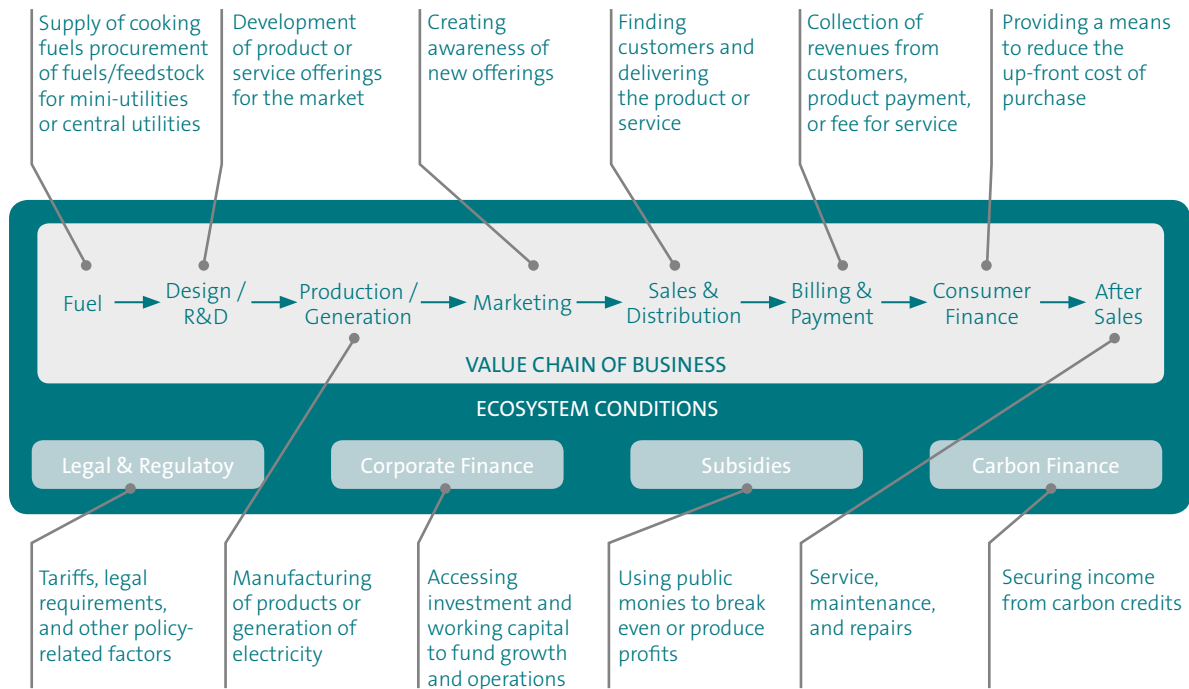 Supply of cooking
fuels procurement
of fuels/feedstock
for mini-utilities
or central utilities
Development
of product or
service offerings
for the market
Creating
awareness of
new offerings
Finding
customers and
delivering
the product or
service
Collection of
revenues from
customers,
product payment,
or fee for service
Providing a means
to reduce the
up-front cost of
purchase
Fuel
Design /
R&D
Production /
Generation
Marketing
Sales &
Distribution
Billing &
Payment
Consumer
Finance
After
Sales
VALUE CHAIN OF BUSINESS
ECOSYSTEM CONDITIONS
Legal & Regulatoy
Corporate Finance
Subsidies
Carbon Finance
Tariffs, legal
requirements,
and other policy-
related factors
Manufacturing
of products or
generation of
electricity
Accessing
investment and
working capital
to fund growth
and operations
Using public
monies to break
even or produce
profits
Service,
maintenance,
and repairs
Securing income
from carbon credits